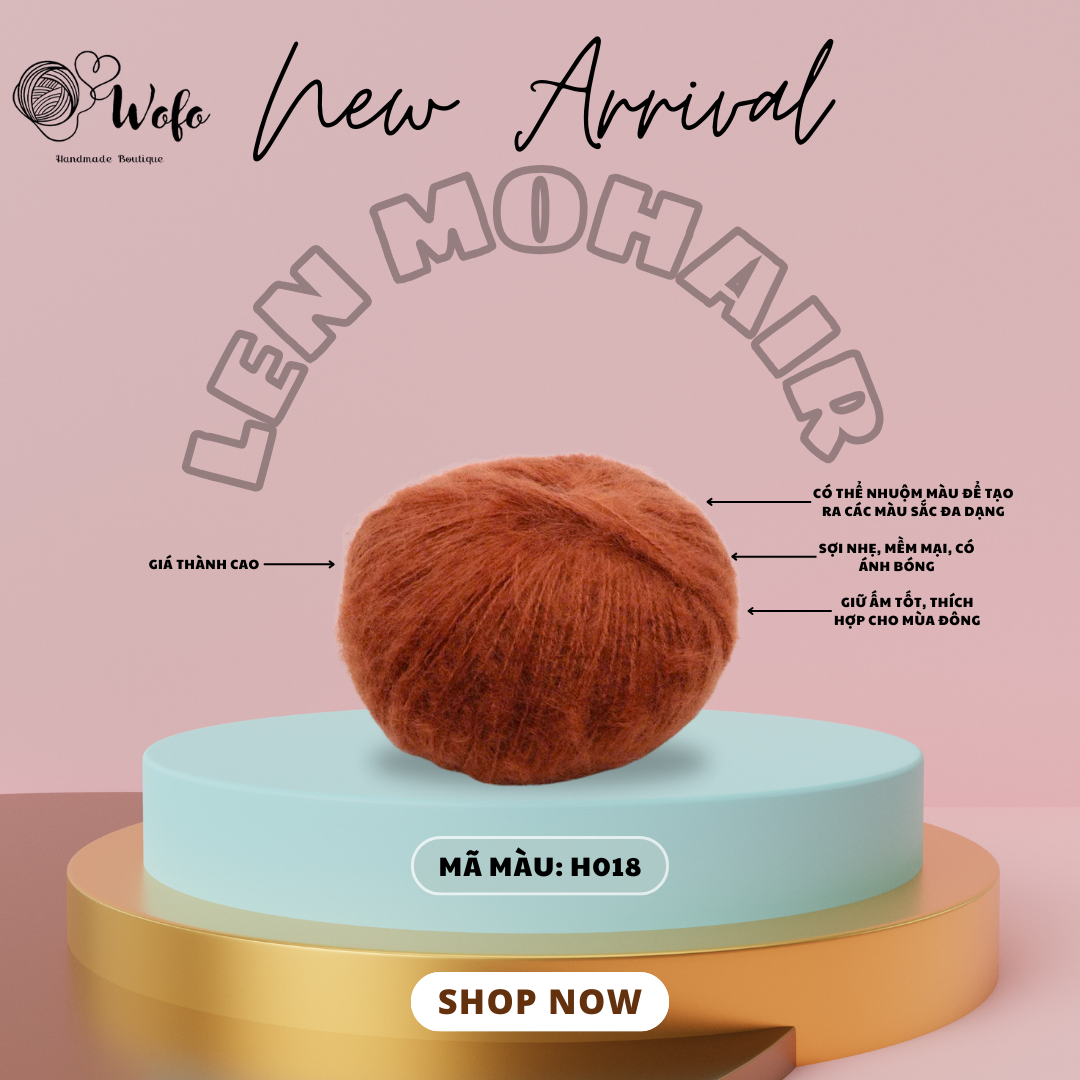 Wofo
Handmade Boutique
New Arrival
LEN MOHAIR
CÓ THỂ NHUỘM MÀU ĐỂ TẠO
RA CÁC MÀU SẮC ĐA DẠNG
SỢI NHẸ, MỀM MẠI, CÓ
ÁNH BÓNG
GIÁ THÀNH CAO
GIỮ ẤM TỐT, THÍCH
HỢP CHO MÙA ĐÔNG
MÃ MÀU: H018
SHOP NOW